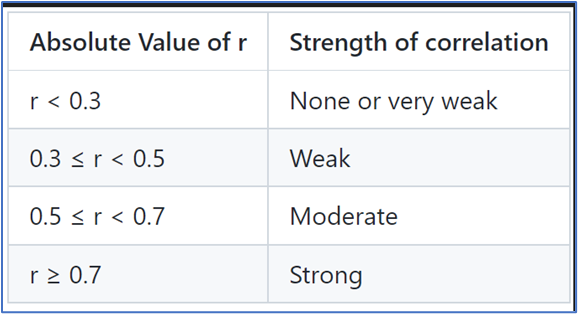 Absolute Value of r Strength of correlation
r < 0.3 None or very weak
0.3 ≤ r < 0.5 Weak
0.5 ≤ r < 0.7 Moderate
r ≥ 0.7 Strong